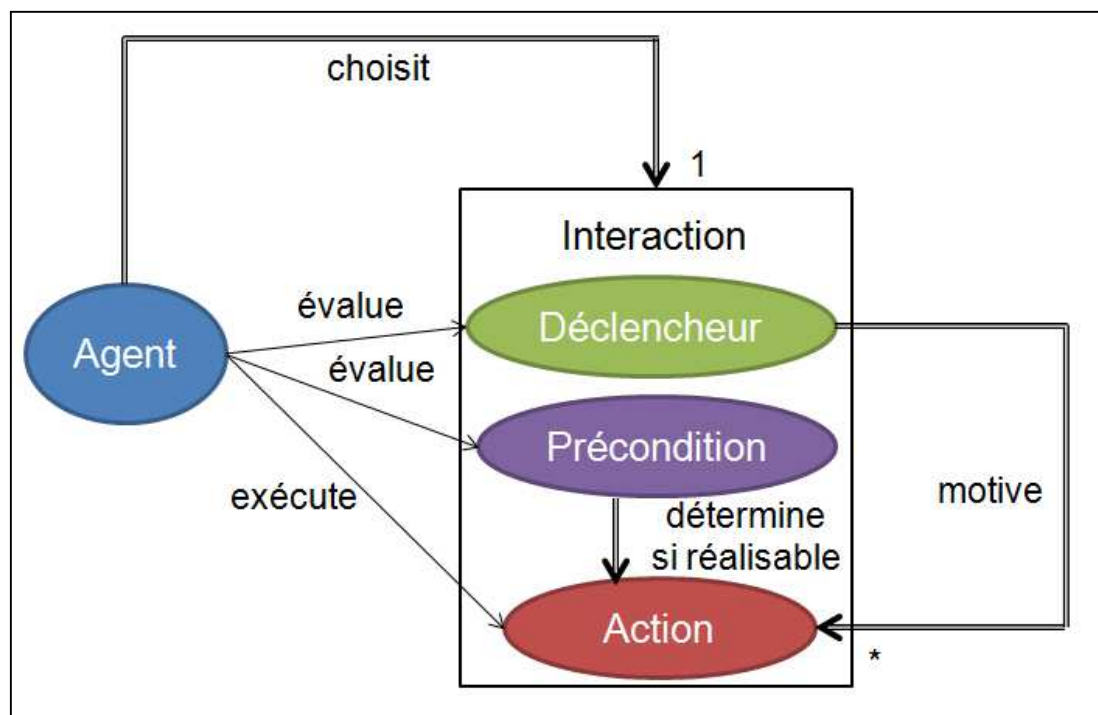 choisit
1
Interaction
évalue
Déclencheur
Agent
évalue
Précondition
exécute
motive
détermine
si réalisable
Action
*